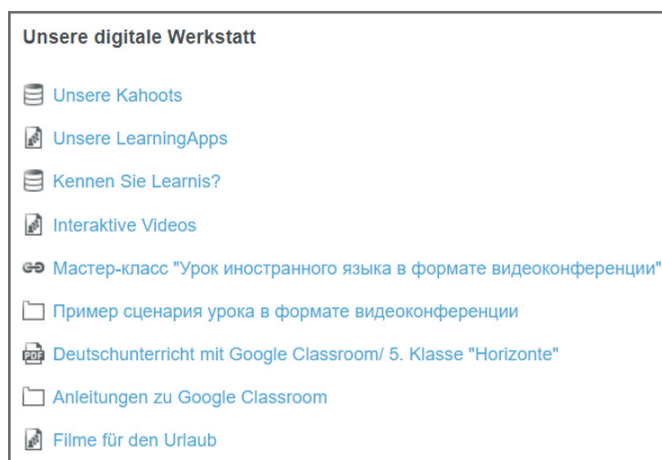 Unsere digitale Werkstatt
Unsere Kahoots
Unsere LearningApps
Kennen Sie Learnis?
Interaktive Videos
Мастер-класс "Урок иностранного языка в формате видеоконференции"
Пример сценария урока в формате видеоконференции
PDF Deutschunterricht mit Google Classroom/ 5. Klasse "Horizonte"
Anleitungen zu Google Classroom
Filme für den Urlaub